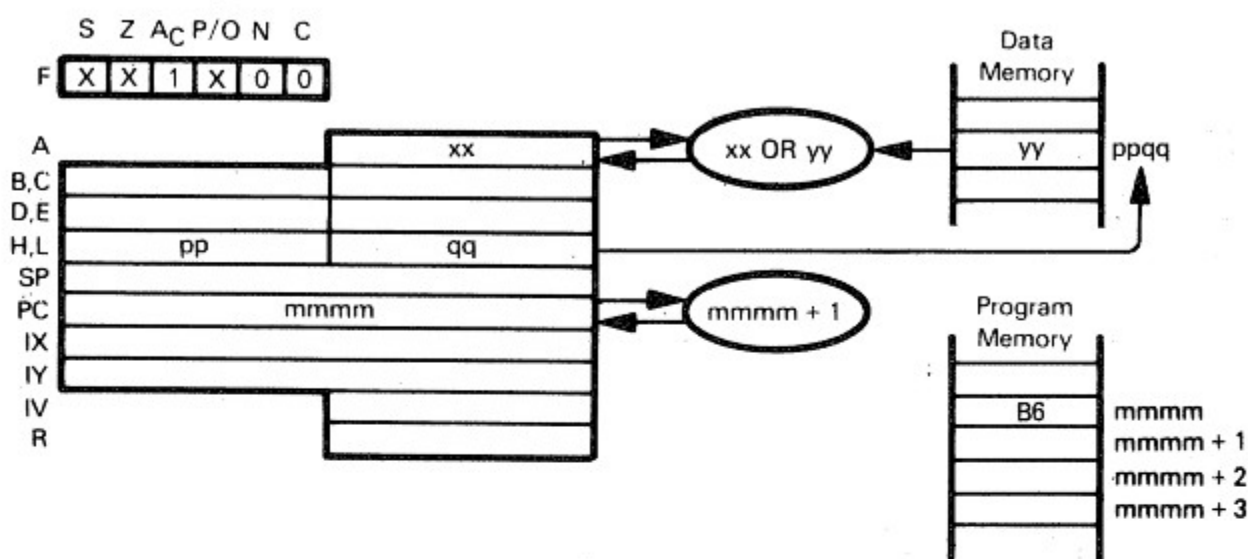 S Z AC P/O N C
F X X 1 X 0 0
A xx
B,C
D,E
H,L pp qq
SP
PC mmmm
IX
IY
IV
R
xx OR yy
mmmm + 1
Data
Memory
yy ppqq
Program
Memory
B6 mmmm
mmmm + 1
mmmm + 2
mmmm + 3